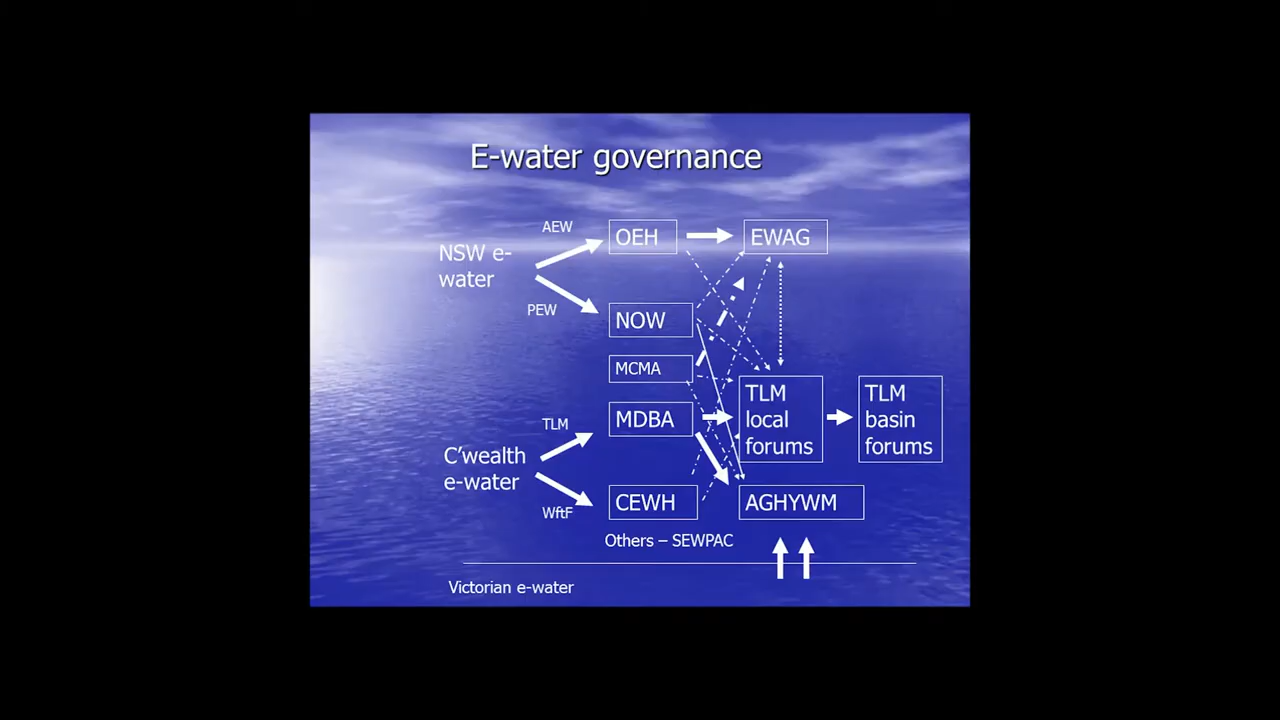 E-water governance
AEW
OEH
EWAG
NSW e-
water
PEW
NOW
MCMA
TLM
MDBA
TLM
local
forums
TLM
basin
forums
C'wealth
e-water
WftF
CEWH
AGHYWM
Others – SEWPAC
Victorian e-water